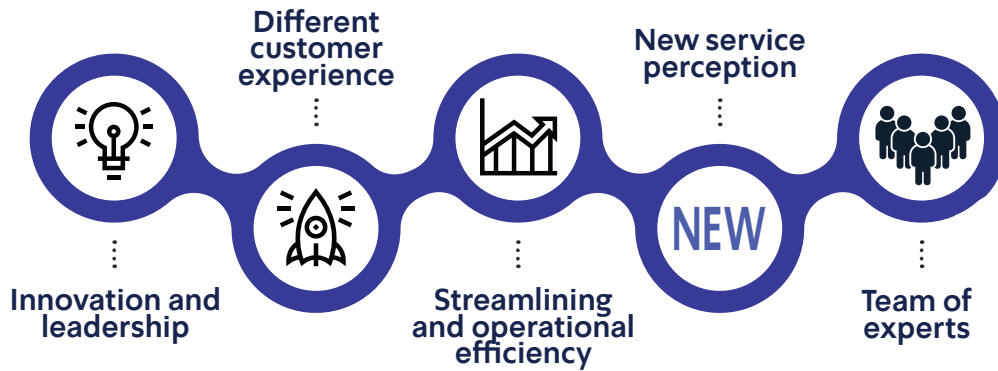 Different
customer
experience
New service
perception
NEW
Innovation and
leadership
Streamlining
and operational
efficiency
Team of
experts